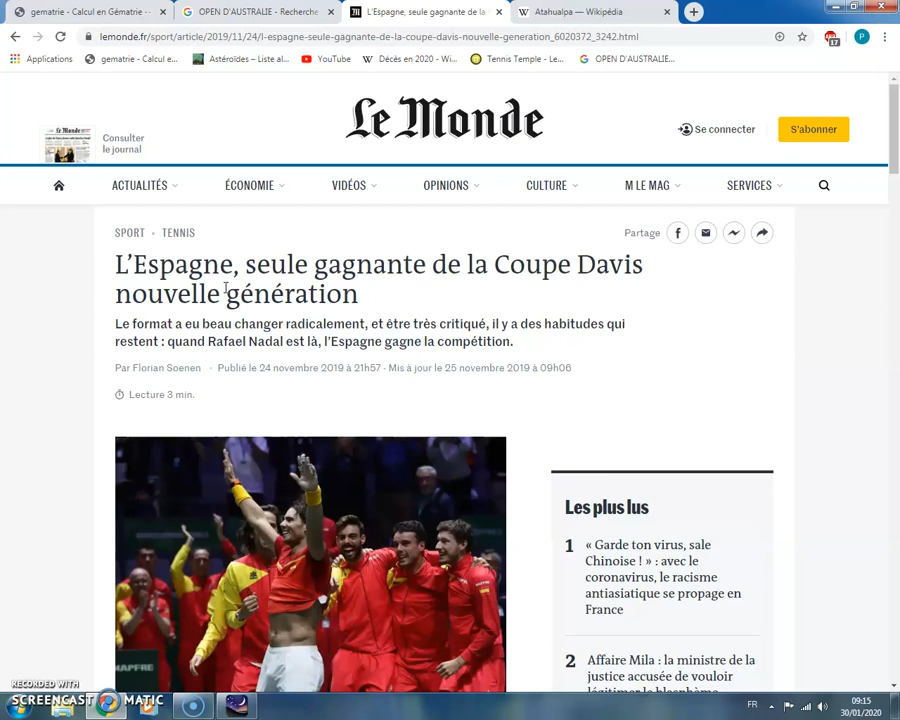 gematrie - Calcul en Gématrie --
OPEN D'AUSTRALIE - Recherche
L'Espagne, seule gagnante de la
Atahualpa — Wikipédia
lemonde.fr/sport/article/2019/11/24/l-espagne-seule-gagnante-de-la-coupe-davis-nouvelle-generation_6020372_3242.html
17
P
Applications
gematrie - Calcul e...
Astéroïdes – Liste al...
YouTube
Décès en 2020 - Wi...
Tennis Temple - Le...
OPEN D'AUSTRALIE...
Consulter
le journal
Le Monde
Se connecter
S'abonner
ACTUALITÉS
ÉCONOMIE
VIDÉOS
OPINIONS
CULTURE
M LE MAG
SERVICES
SPORT • TENNIS
Partage
L'Espagne, seule gagnante de la Coupe Davis
nouvelle génération
Le format a eu beau changer radicalement, et être très critiqué, il y a des habitudes qui
restent : quand Rafael Nadal est là, l'Espagne gagne la compétition.
Par Florian Soenen • Publié le 24 novembre 2019 à 21h57 - Mis à jour le 25 novembre 2019 à 09h06
Lecture 3 min.
MAPFRE
Les plus lus
1 « Garde ton virus, sale
Chinoise ! » : avec le
coronavirus, le racisme
antiasiatique se propage en
France
2 Affaire Mila : la ministre de la
justice accusée de vouloir
légitimer le blasphème
RECORDED WITH
SCREENCAST MATIC
FR
09:15
30/01/2020